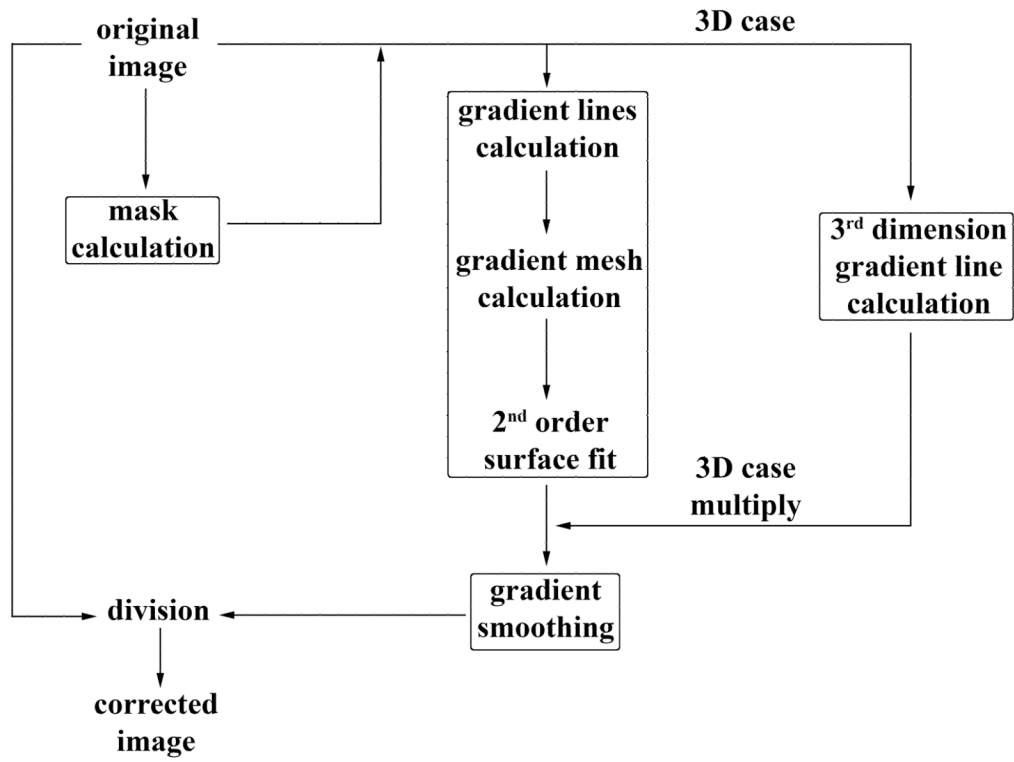 original
image
3D case
gradient lines
calculation
mask
calculation
3rd dimension
gradient line
calculation
gradient mesh
calculation
2nd order
surface fit
3D case
multiply
gradient
smoothing
division
corrected
image